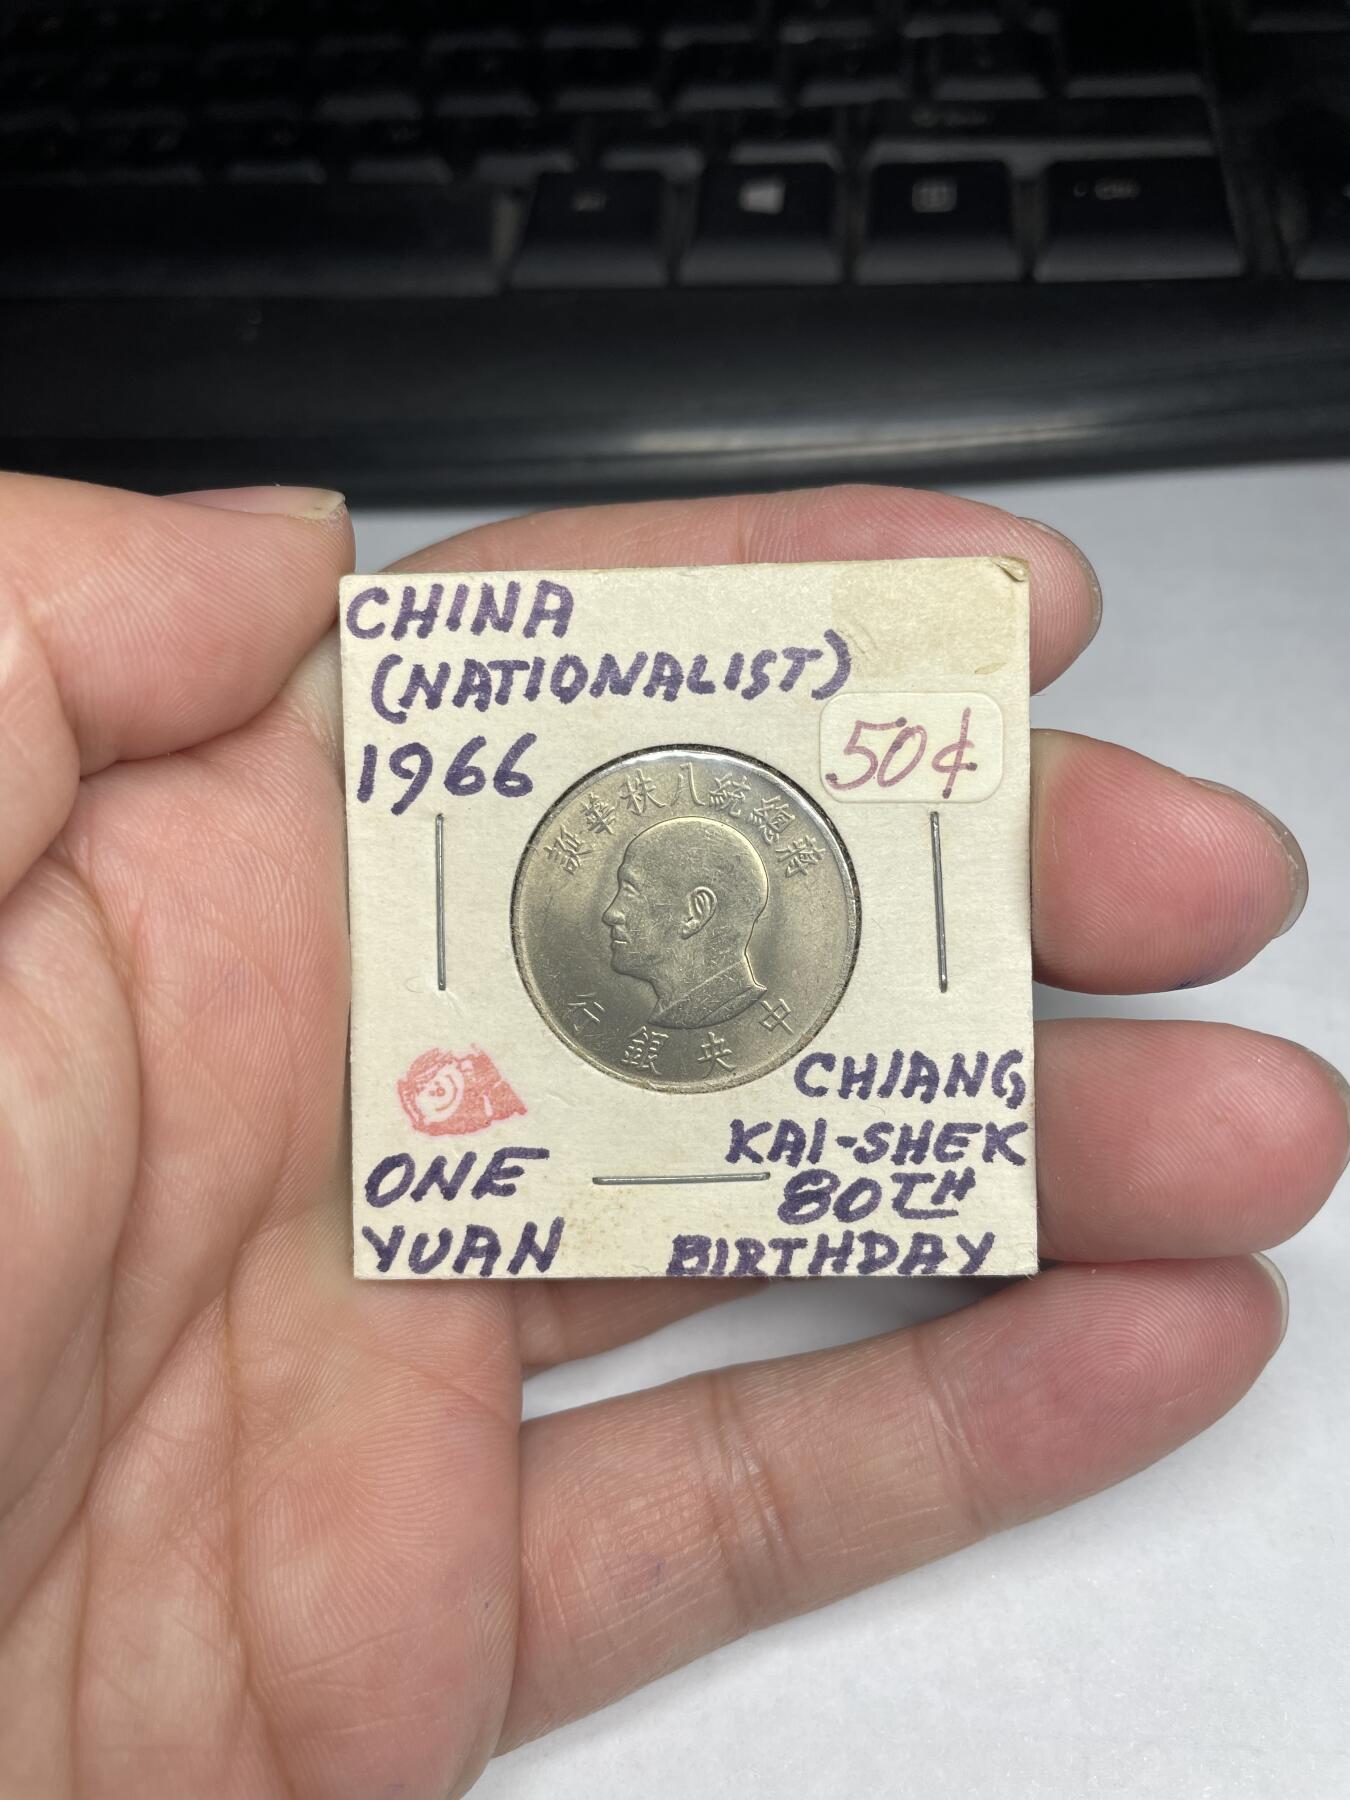 CHINA
(NATIONALIST)
1966
50¢
蔣總統八秩華誕
中央銀行
CHIANG
KAI-SHEK
80TH
BIRTHDAY
ONE
YUAN